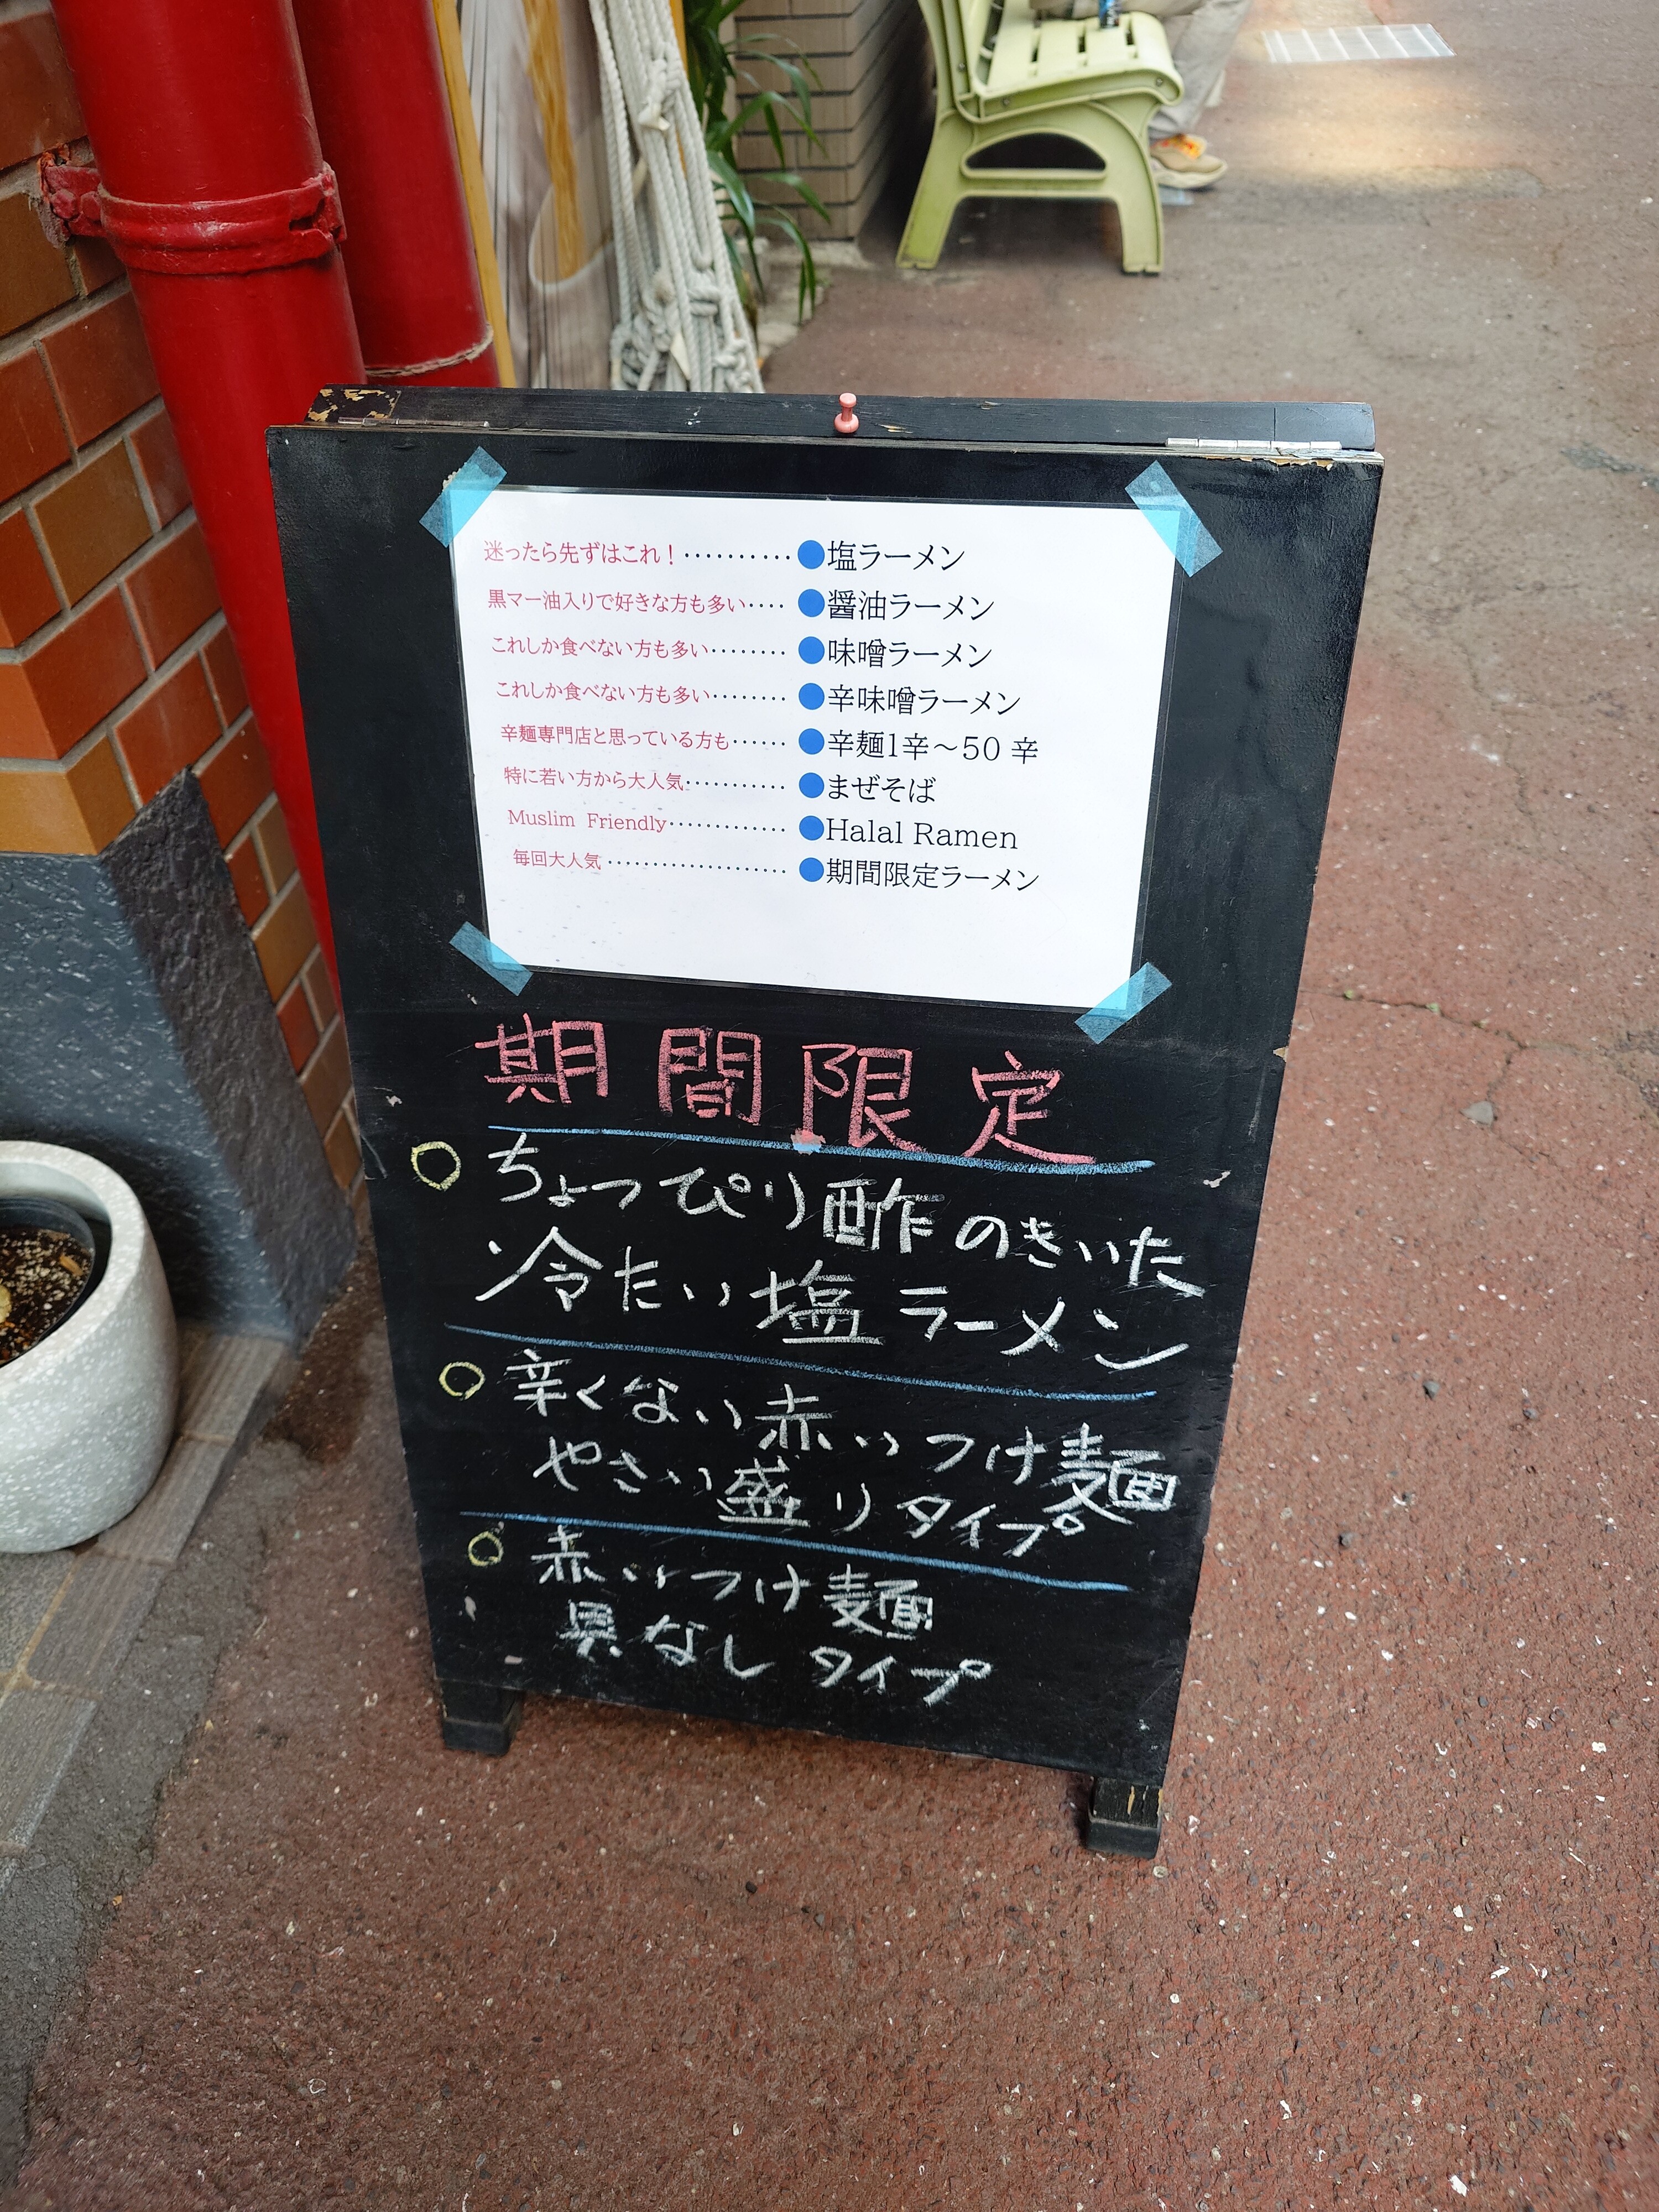 迷ったら先ずはこれ！‥‥‥‥‥●塩ラーメン
黒マー油入りで好きな方も多い‥‥●醤油ラーメン
これしか食べない方も多い‥‥‥‥●味噌ラーメン
これしか食べない方も多い‥‥‥‥●辛味噌ラーメン
辛麺専門店と思っている方も‥‥‥●辛麺1辛～50 辛
特に若い方から大人気‥‥‥‥‥‥●まぜそば
Muslim Friendly‥‥‥‥‥‥‥●Halal Ramen
毎回大人気‥‥‥‥‥‥‥‥‥‥●期間限定ラーメン
期間限定
○ ちょっぴり酢のきいた
冷たい塩ラーメン
○ 辛くない赤いつけ麺
やさい盛りタイプ
○ 赤いつけ麺
具なしタイプ